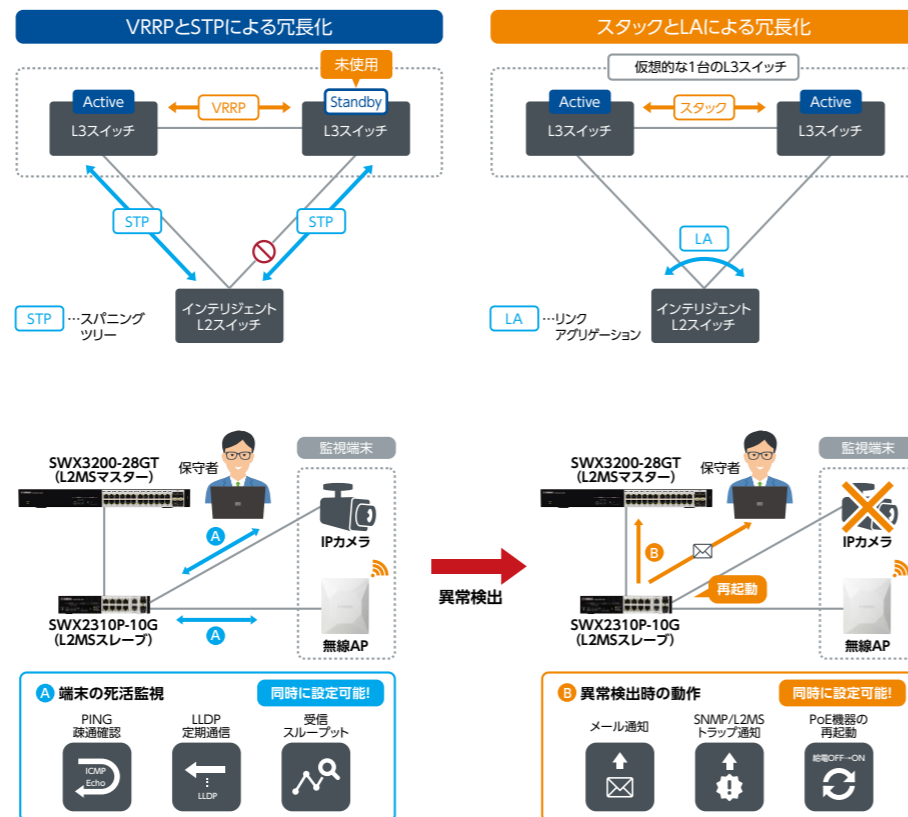 VRRPとSTPによる冗長化
未使用
Active
VRRP
Standby
L3スイッチ
L3スイッチ
STP
STP
インテリジェント
L2スイッチ
STP
…スパニング
ツリー
スタックとLAによる冗長化
仮想的な1台のL3スイッチ
Active
スタック
Active
L3スイッチ
L3スイッチ
LA
インテリジェント
L2スイッチ
LA
…リンク
アグリゲーション
SWX3200-28GT
(L2MSマスター)
保守者
監視端末
A
IPカメラ
A
SWX2310P-10G
(L2MSスレーブ)
無線AP
異常検出
SWX3200-28GT
(L2MSマスター)
保守者
監視端末
B
IPカメラ
再起動
SWX2310P-10G
(L2MSスレーブ)
無線AP
A 端末の死活監視
同時に設定可能!
PING
疎通確認
LLDP
定期通信
受信
スループット
ICMP
Echo
LLDP
B 異常検出時の動作
同時に設定可能!
メール通知
SNMP/L2MS
トラップ通知
PoE機器の
再起動
給電OFF→ON